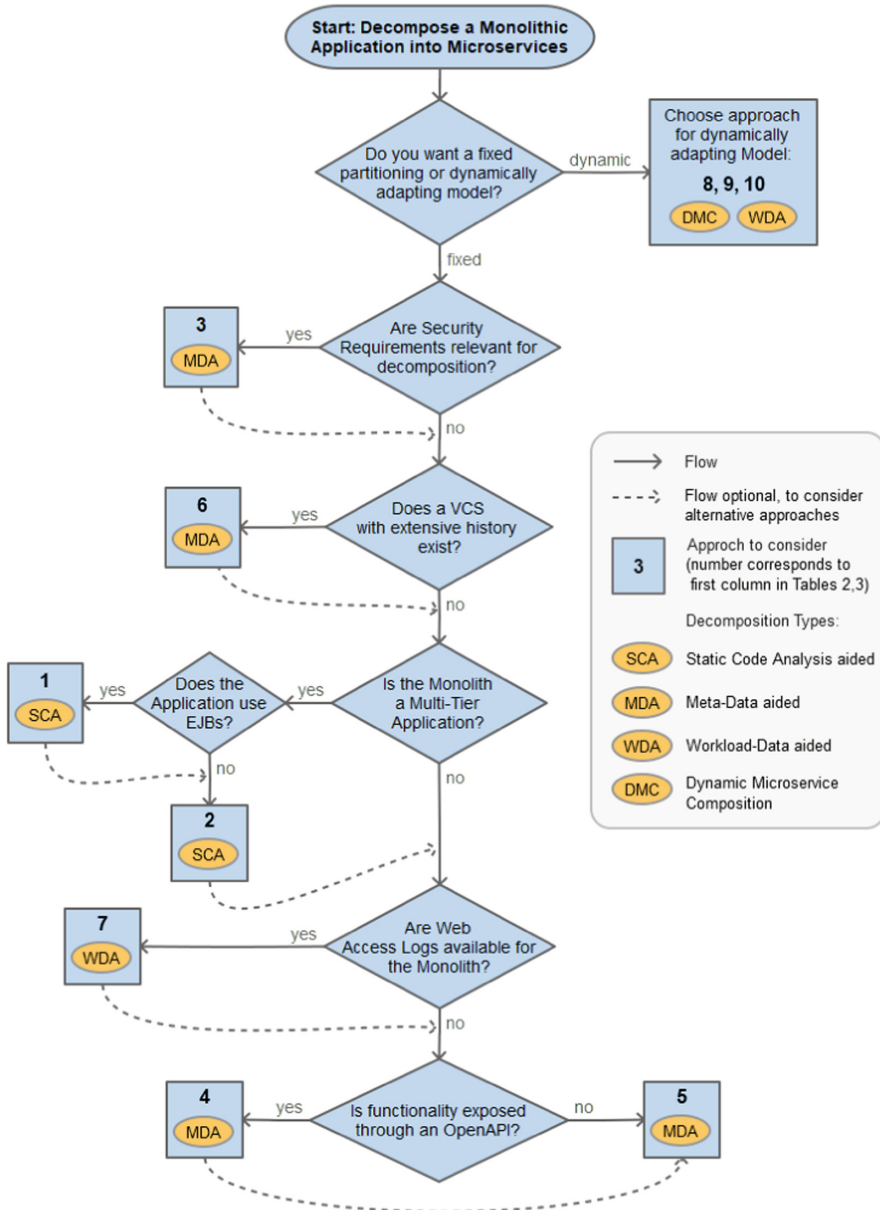 Start: Decompose a Monolithic
Application into Microservices
Do you want a fixed
partitioning or dynamically
adapting model?
dynamic
Choose approach
for dynamically
adapting Model:
8, 9, 10
DMC
WDA
fixed
Are Security
Requirements relevant for
decomposition?
yes
3
MDA
no
Does a VCS
with extensive history
exist?
yes
6
MDA
no
Is the Monolith
a Multi-Tier
Application?
yes
Does the
Application use
EJBs?
yes
1
SCA
no
2
SCA
no
Are Web
Access Logs available for
the Monolith?
yes
7
WDA
no
Is functionality exposed
through an OpenAPI?
yes
4
MDA
no
5
MDA
Flow
Flow optional, to consider
alternative approaches
3
Approch to consider
(number corresponds to
first column in Tables 2,3)
Decomposition Types:
SCA
Static Code Analysis aided
MDA
Meta-Data aided
WDA
Workload-Data aided
DMC
Dynamic Microservice
Composition